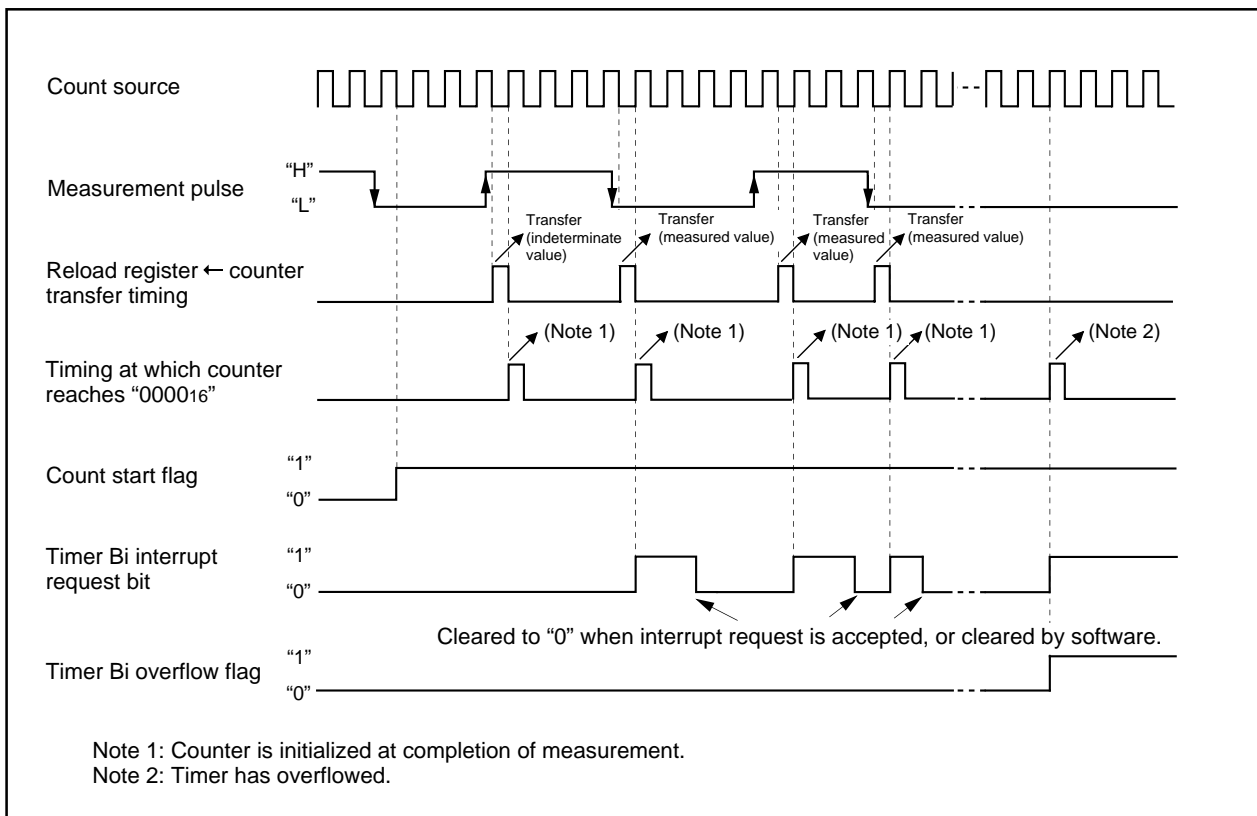 Count source
“H”
Measurement pulse
“L”
Transfer
(indeterminate
value)
Transfer
(measured value)
Transfer
(measured
value)
Transfer
(measured value)
Reload register ← counter
transfer timing
(Note 1)
(Note 1)
(Note 1)
(Note 1)
(Note 2)
Timing at which counter
reaches “000016”
“1”
Count start flag
“0”
Timer Bi interrupt
request bit
“1”
“0”
Cleared to “0” when interrupt request is accepted, or cleared by software.
“1”
Timer Bi overflow flag
“0”
Note 1: Counter is initialized at completion of measurement.
Note 2: Timer has overflowed.